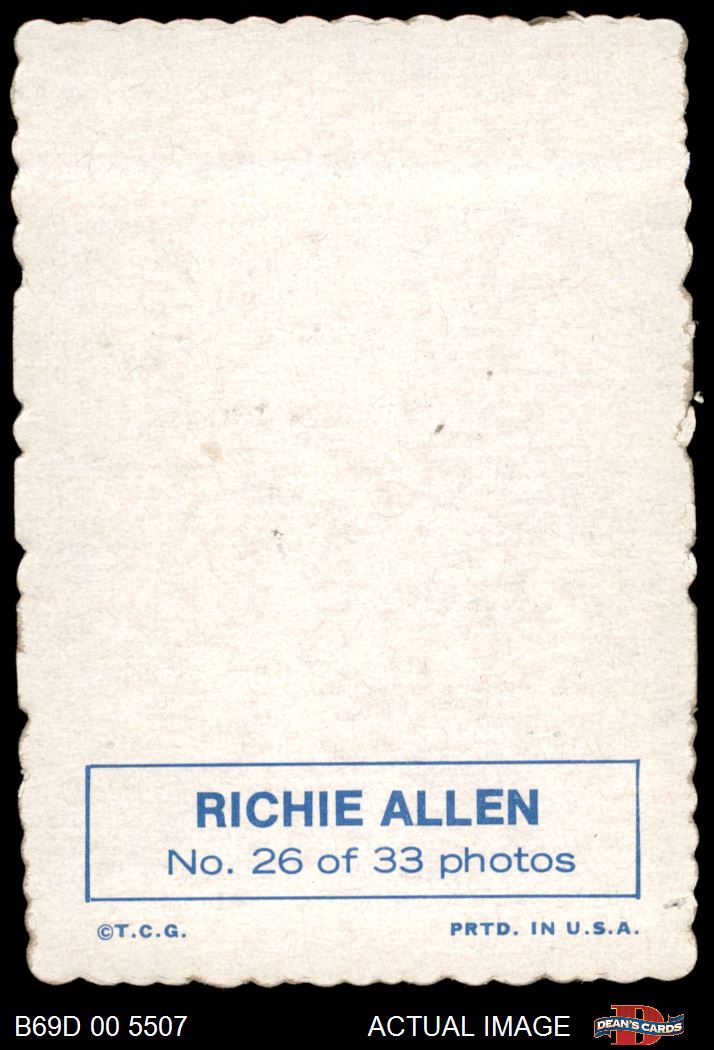 RICHIE ALLEN
No. 26 of 33 photos
©T.C.G. PRTD. IN U.S.A.
B69D 00 5507 ACTUAL IMAGE DEAN'S CARDS